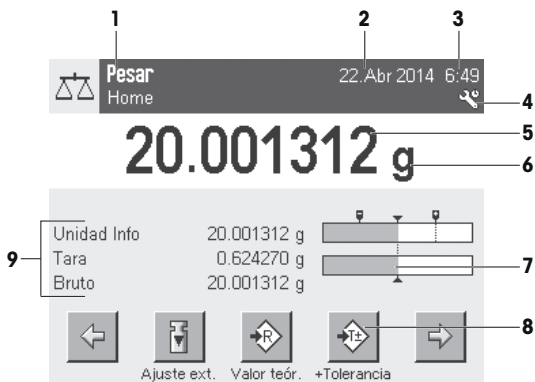 1 2 3
Pesar 22.Abr 2014 6:49
Home
4
20.001312 g
5
6
Unidad Info 20.001312 g
9 Tara 0.624270 g 7
Bruto 20.001312 g
R T± 8
Ajuste ext. Valor teór. +Tolerancia